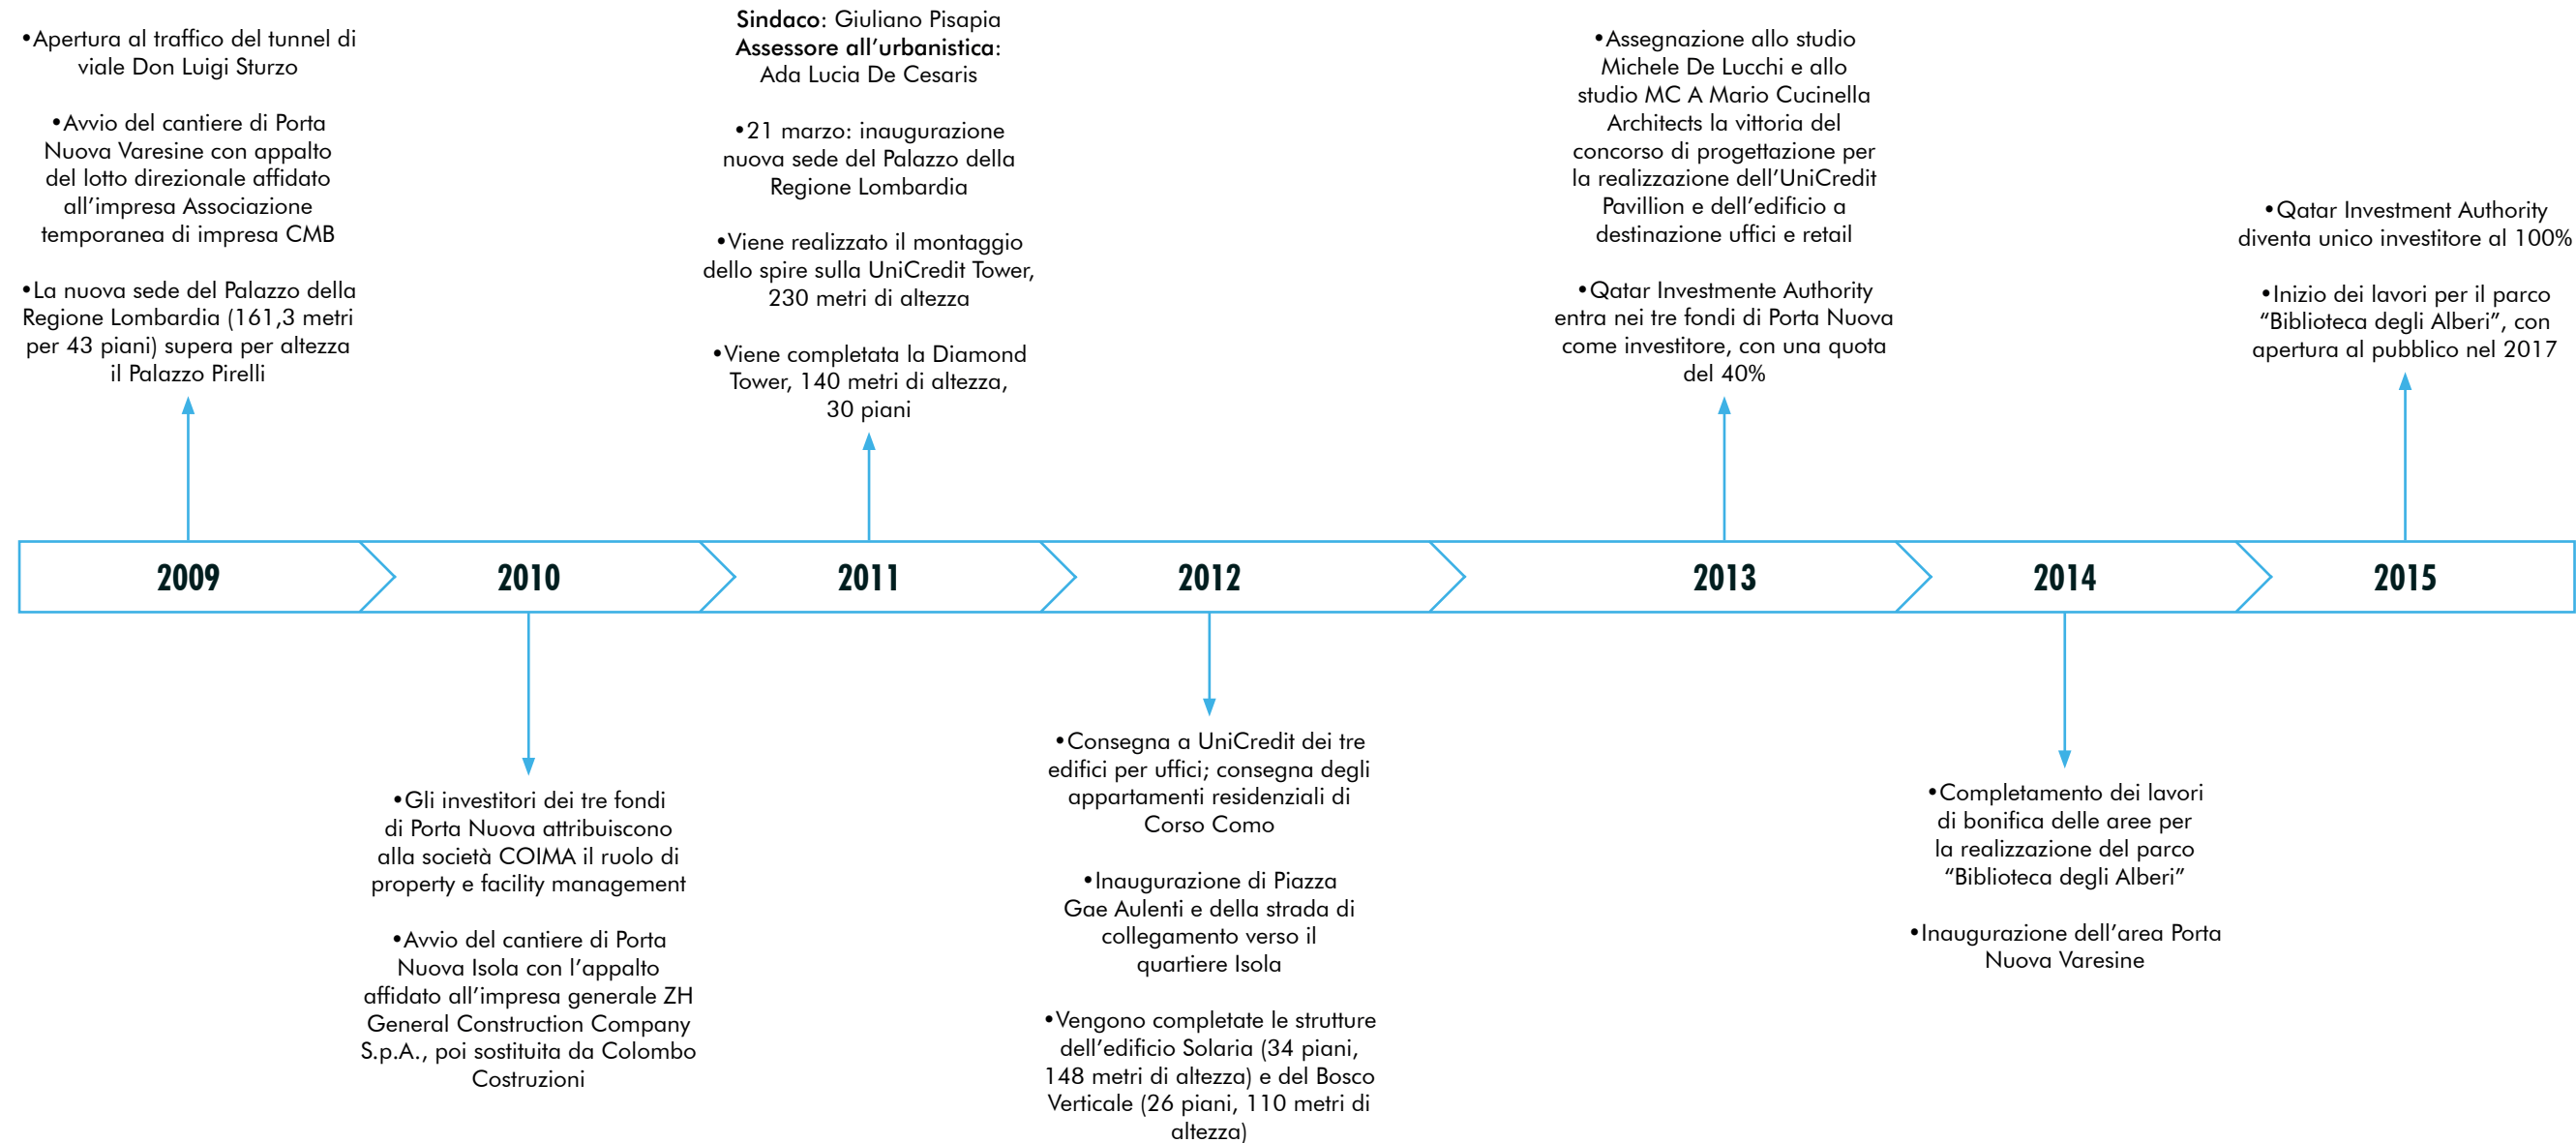 •Apertura al traffico del tunnel di
viale Don Luigi Sturzo
•Avvio del cantiere di Porta
Nuova Varesine con appalto
del lotto direzionale affidato
all'impresa Associazione
temporanea di impresa CMB
•La nuova sede del Palazzo della
Regione Lombardia (161,3 metri
per 43 piani) supera per altezza
il Palazzo Pirelli
Sindaco: Giuliano Pisapia
Assessore all'urbanistica:
Ada Lucia De Cesaris
•21 marzo: inaugurazione
nuova sede del Palazzo della
Regione Lombardia
•Viene realizzato il montaggio
dello spire sulla UniCredit Tower,
230 metri di altezza
•Viene completata la Diamond
Tower, 140 metri di altezza,
30 piani
•Assegnazione allo studio
Michele De Lucchi e allo
studio MC A Mario Cucinella
Architects la vittoria del
concorso di progettazione per
la realizzazione dell'UniCredit
Pavillion e dell'edificio a
destinazione uffici e retail
•Qatar Investmente Authority
entra nei tre fondi di Porta Nuova
come investitore, con una quota
del 40%
•Qatar Investment Authority
diventa unico investitore al 100%
•Inizio dei lavori per il parco
"Biblioteca degli Alberi", con
apertura al pubblico nel 2017
2009
2010
2011
2012
2013
2014
2015
•Gli investitori dei tre fondi
di Porta Nuova attribuiscono
alla società COIMA il ruolo di
property e facility management
•Avvio del cantiere di Porta
Nuova Isola con l'appalto
affidato all'impresa generale ZH
General Construction Company
S.p.A., poi sostituita da Colombo
Costruzioni
•Consegna a UniCredit dei tre
edifici per uffici; consegna degli
appartamenti residenziali di
Corso Como
•Inaugurazione di Piazza
Gae Aulenti e della strada di
collegamento verso il
quartiere Isola
•Vengono completate le strutture
dell'edificio Solaria (34 piani,
148 metri di altezza) e del Bosco
Verticale (26 piani, 110 metri di
altezza)
•Completamento dei lavori
di bonifica delle aree per
la realizzazione del parco
"Biblioteca degli Alberi"
•Inaugurazione dell'area Porta
Nuova Varesine